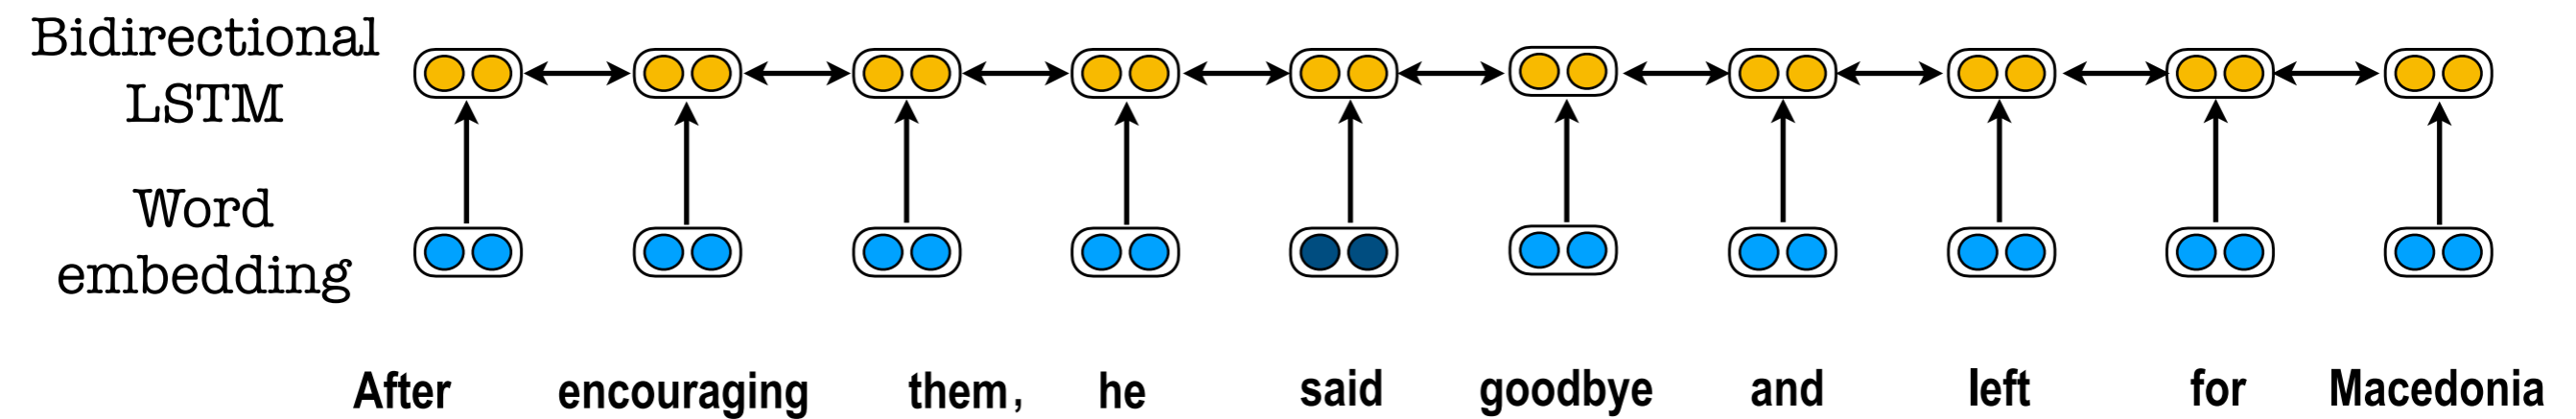 Bidirectional
LSTM
Word
embedding
After encouraging them, he said goodbye and left for Macedonia